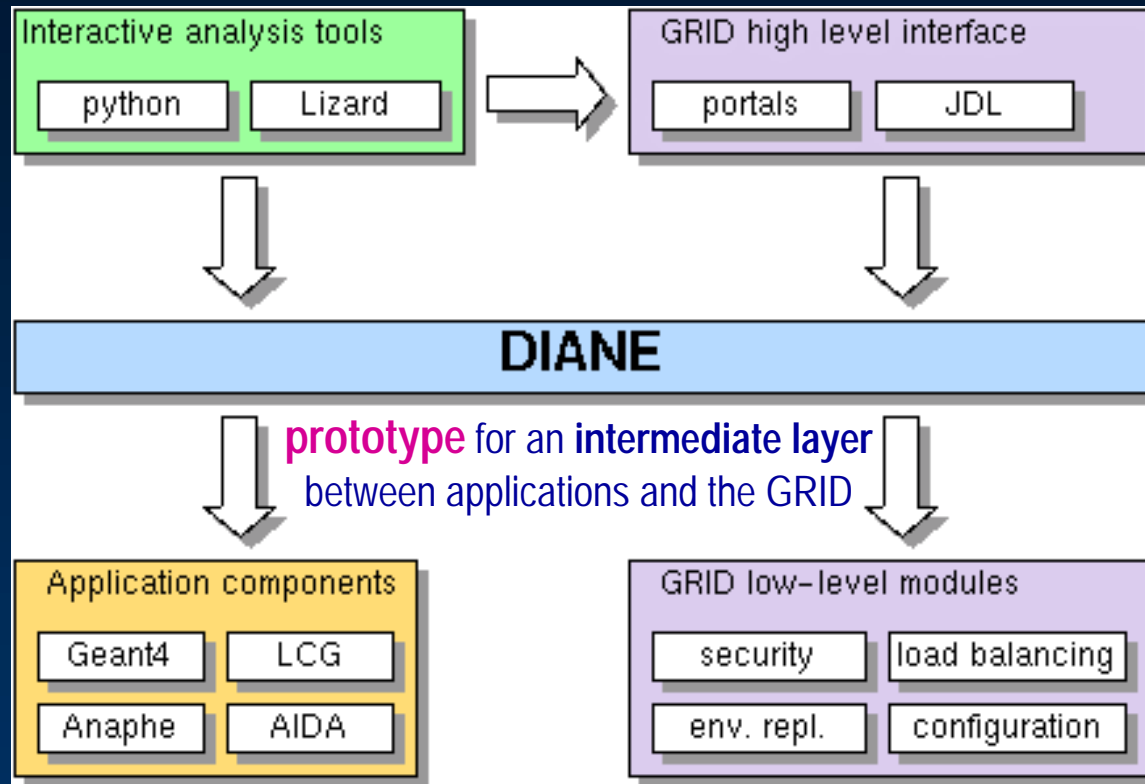 Interactive analysis tools
python Lizard
GRID high level interface
portals JDL
DIANE
prototype for an intermediate layer
between applications and the GRID
Application components
Geant4 LCG
Anaphe AIDA
GRID low-level modules
security load balancing
env. repl. configuration